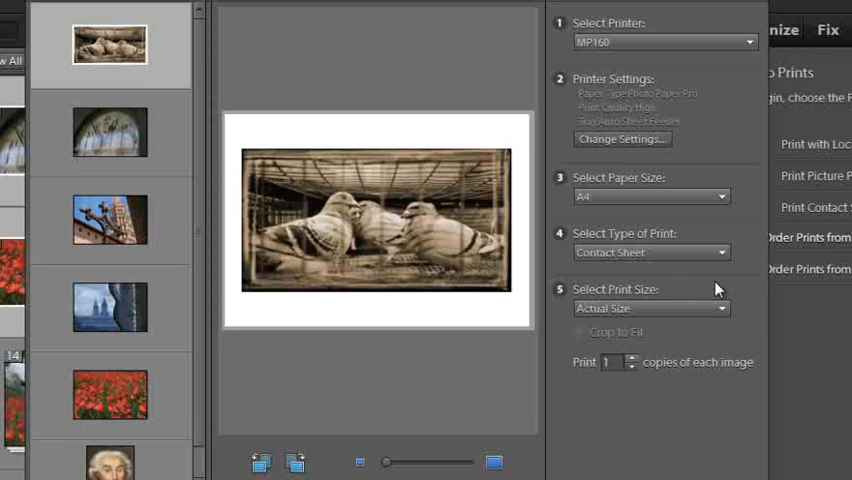 1 Select Printer:
MP160
2 Printer Settings:
Paper Type:Photo Paper Pro
Print Quality:High
Tray:Auto Sheet Feeder
Change Settings...
3 Select Paper Size:
A4
4 Select Type of Print:
Contact Sheet
5 Select Print Size:
Actual Size
Crop to Fit
Print 1 copies of each image
w All
14
nize Fix
o Prints
gin, choose the P
Print with Loc
Print Picture P
Print Contact S
Order Prints from
Order Prints from